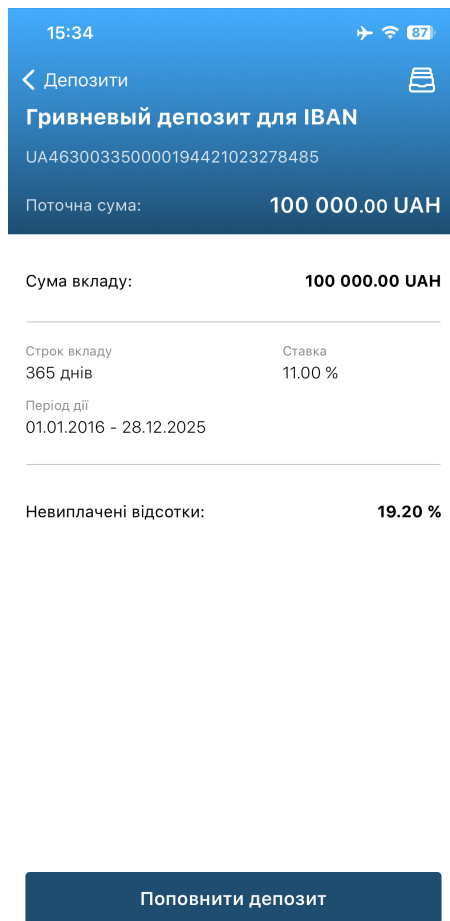 15:34
87
Депозити
Гривневый депозит для IBAN
UA463003350000194421023278485
Поточна сума: 100 000.00 UAH
Сума вкладу: 100 000.00 UAH
Строк вкладу Ставка
365 днів 11.00 %
Період дії
01.01.2016 - 28.12.2025
Невиплачені відсотки: 19.20 %
Поповнити депозит